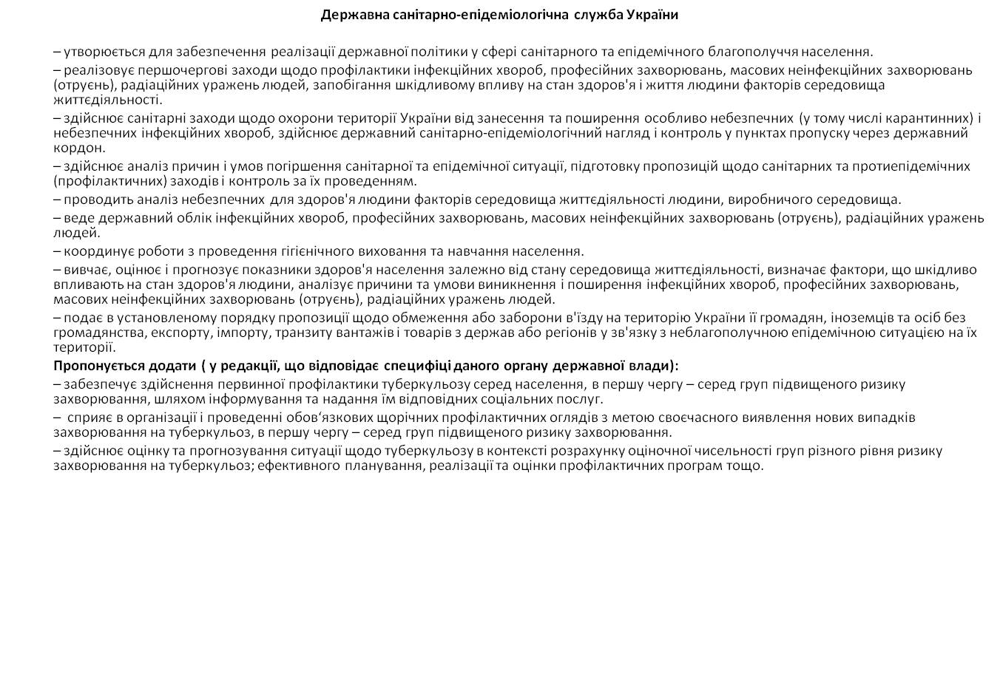 Державна санітарно-епідеміологічна служба України
– утворюється для забезпечення реалізації державної політики у сфері санітарного та епідемічного благополуччя населення.
– реалізовує першочергові заходи щодо профілактики інфекційних хвороб, професійних захворювань, масових неінфекційних захворювань
(отруєнь), радіаційних уражень людей, запобігання шкідливому впливу на стан здоров'я і життя людини факторів середовища
життєдіяльності.
– здійснює санітарні заходи щодо охорони території України від занесення та поширення особливо небезпечних (у тому числі карантинних) і
небезпечних інфекційних хвороб, здійснює державний санітарно-епідеміологічний нагляд і контроль у пунктах пропуску через державний
кордон.
– здійснює аналіз причин і умов погіршення санітарної та епідемічної ситуації, підготовку пропозицій щодо санітарних та протиепідемічних
(профілактичних) заходів і контроль за їх проведенням.
– проводить аналіз небезпечних для здоров'я людини факторів середовища життєдіяльності людини, виробничого середовища.
– веде державний облік інфекційних хвороб, професійних захворювань, масових неінфекційних захворювань (отруєнь), радіаційних уражень
людей.
– координує роботи з проведення гігієнічного виховання та навчання населення.
– вивчає, оцінює і прогнозує показники здоров'я населення залежно від стану середовища життєдіяльності, визначає фактори, що шкідливо
впливають на стан здоров'я людини, аналізує причини та умови виникнення і поширення інфекційних хвороб, професійних захворювань,
масових неінфекційних захворювань (отруєнь), радіаційних уражень людей.
– подає в установленому порядку пропозиції щодо обмеження або заборони в'їзду на територію України її громадян, іноземців та осіб без
громадянства, експорту, імпорту, транзиту вантажів і товарів з держав або регіонів у зв'язку з неблагополучною епідемічною ситуацією на їх
території.
Пропонується додати ( у редакції, що відповідає специфіці даного органу державної влади):
– забезпечує здійснення первинної профілактики туберкульозу серед населення, в першу чергу – серед груп підвищеного ризику
захворювання, шляхом інформування та надання їм відповідних соціальних послуг.
– сприяє в організації і проведенні обов‘язкових щорічних профілактичних оглядів з метою своєчасного виявлення нових випадків
захворювання на туберкульоз, в першу чергу – серед груп підвищеного ризику захворювання.
– здійснює оцінку та прогнозування ситуації щодо туберкульозу в контексті розрахунку оціночної чисельності груп різного рівня ризику
захворювання на туберкульоз; ефективного планування, реалізації та оцінки профілактичних програм тощо.